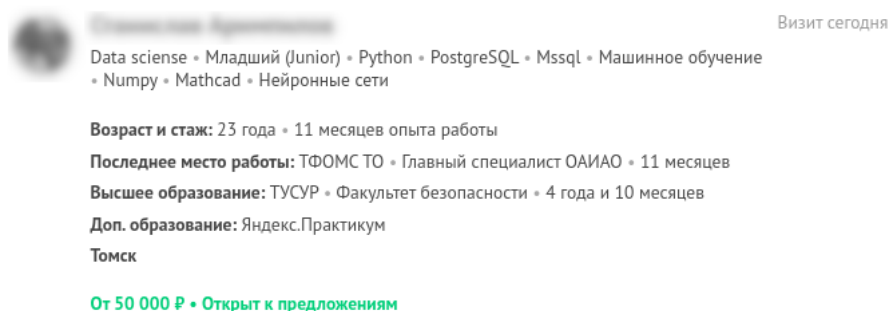 Визит сегодня
Data sciense • Младший (Junior) • Python • PostgreSQL • Mssql • Машинное обучение
• Numpy • Mathcad • Нейронные сети
Возраст и стаж: 23 года • 11 месяцев опыта работы
Последнее место работы: ТФОМС ТО • Главный специалист ОАИАО • 11 месяцев
Высшее образование: ТУСУР • Факультет безопасности • 4 года и 10 месяцев
Доп. образование: Яндекс.Практикум
Томск
От 50 000 ₽ • Открыт к предложениям